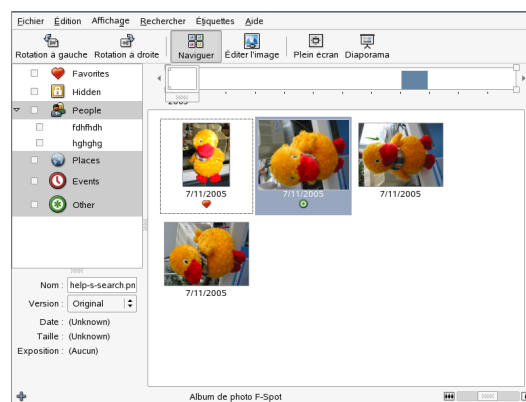 Fichier Édition Affichage Rechercher Étiquettes Aide
Rotation à gauche Rotation à droite Naviguer Éditer l'image Plein écran Diaporama
Favorites
Hidden
People
fdhfhdh
hghghg
Places
Events
Other
2005
7/11/2005
7/11/2005
7/11/2005
7/11/2005
Nom : help-s-search.pn
Version : Original
Date : (Unknown)
Taille : (Unknown)
Exposition : (Aucun)
Album de photo F-Spot